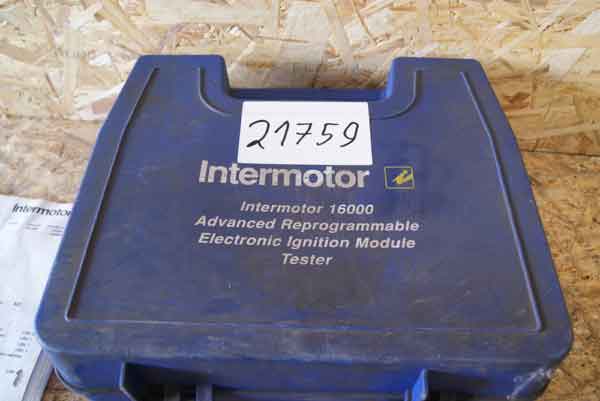 21759
Intermotor
Intermotor 16000
Advanced Reprogrammable
Electronic Ignition Module
Tester
Intermotor